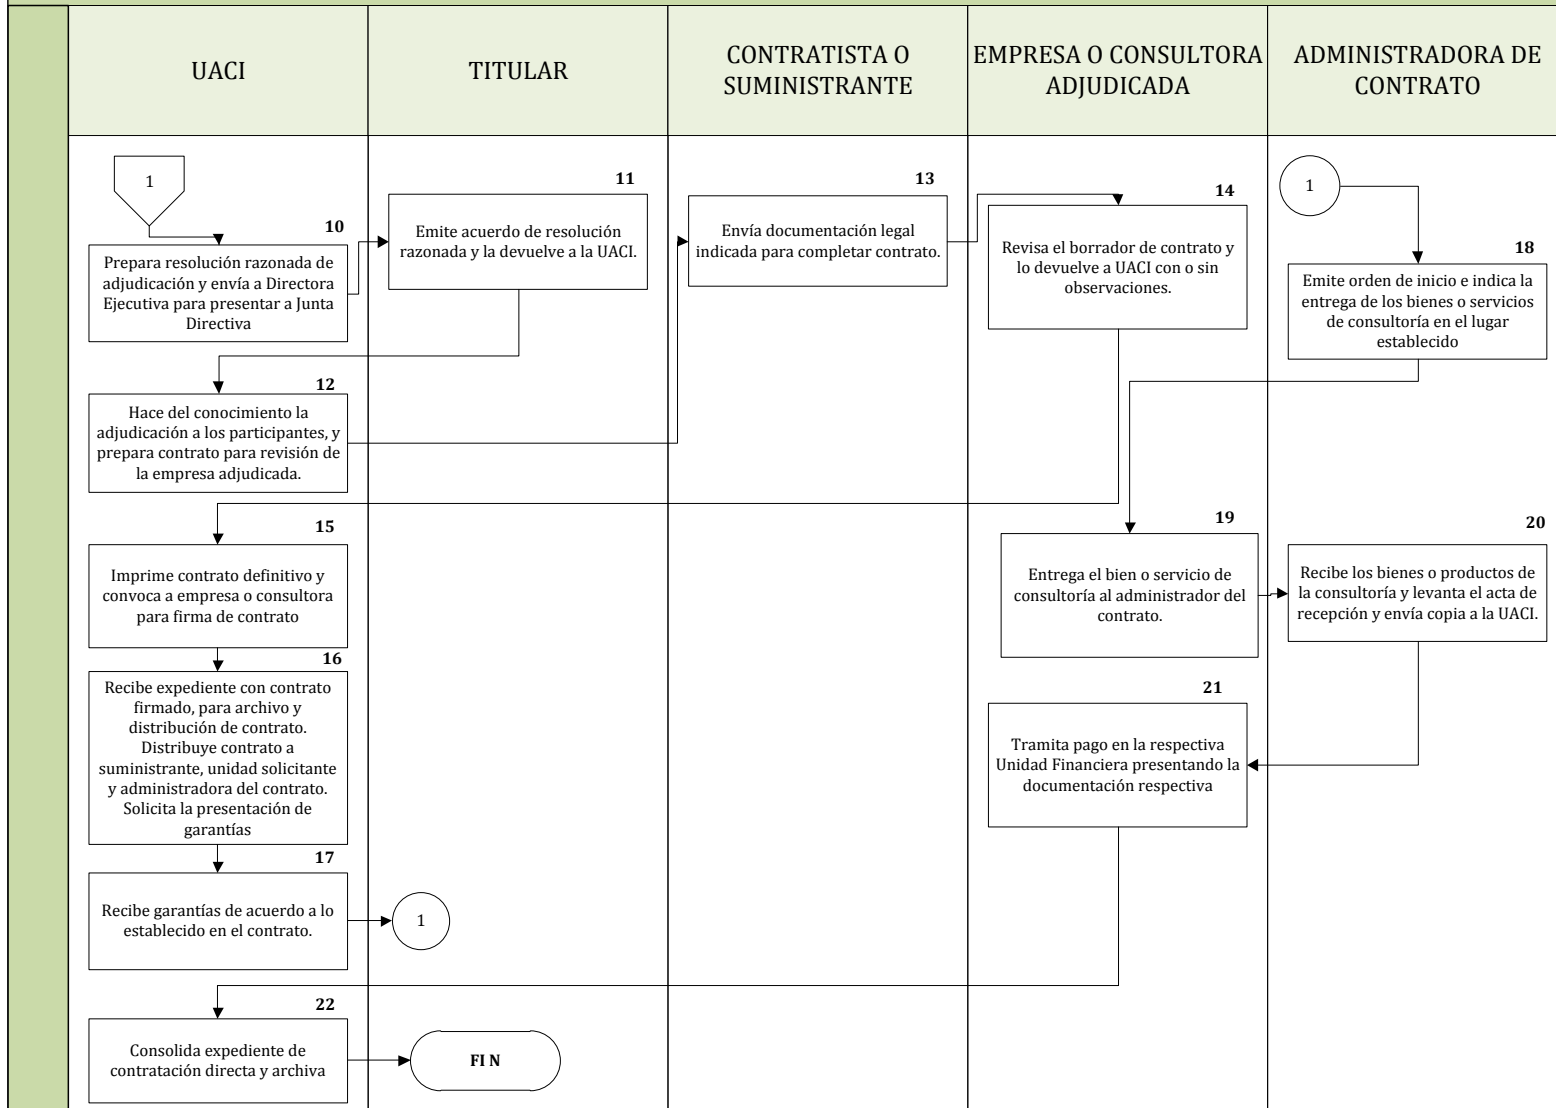 UACI
TITULAR
CONTRATISTA O
SUMINISTRANTE
EMPRESA O CONSULTORA
ADJUDICADA
ADMINISTRADORA DE
CONTRATO
1
10
Prepara resolución razonada de
adjudicación y envía a Directora
Ejecutiva para presentar a Junta
Directiva
11
Emite acuerdo de resolución
razonada y la devuelve a la UACI.
12
Hace del conocimiento la
adjudicación a los participantes, y
prepara contrato para revisión de
la empresa adjudicada.
13
Envía documentación legal
indicada para completar contrato.
14
Revisa el borrador de contrato y
lo devuelve a UACI con o sin
observaciones.
15
Imprime contrato definitivo y
convoca a empresa o consultora
para firma de contrato
16
Recibe expediente con contrato
firmado, para archivo y
distribución de contrato.
Distribuye contrato a
suministrante, unidad solicitante
y administradora del contrato.
Solicita la presentación de
garantías
17
Recibe garantías de acuerdo a lo
establecido en el contrato.
1
1
18
Emite orden de inicio e indica la
entrega de los bienes o servicios
de consultoría en el lugar
establecido
19
Entrega el bien o servicio de
consultoría al administrador del
contrato.
20
Recibe los bienes o productos de
la consultoría y levanta el acta de
recepción y envía copia a la UACI.
21
Tramita pago en la respectiva
Unidad Financiera presentando la
documentación respectiva
22
Consolida expediente de
contratación directa y archiva
FI N